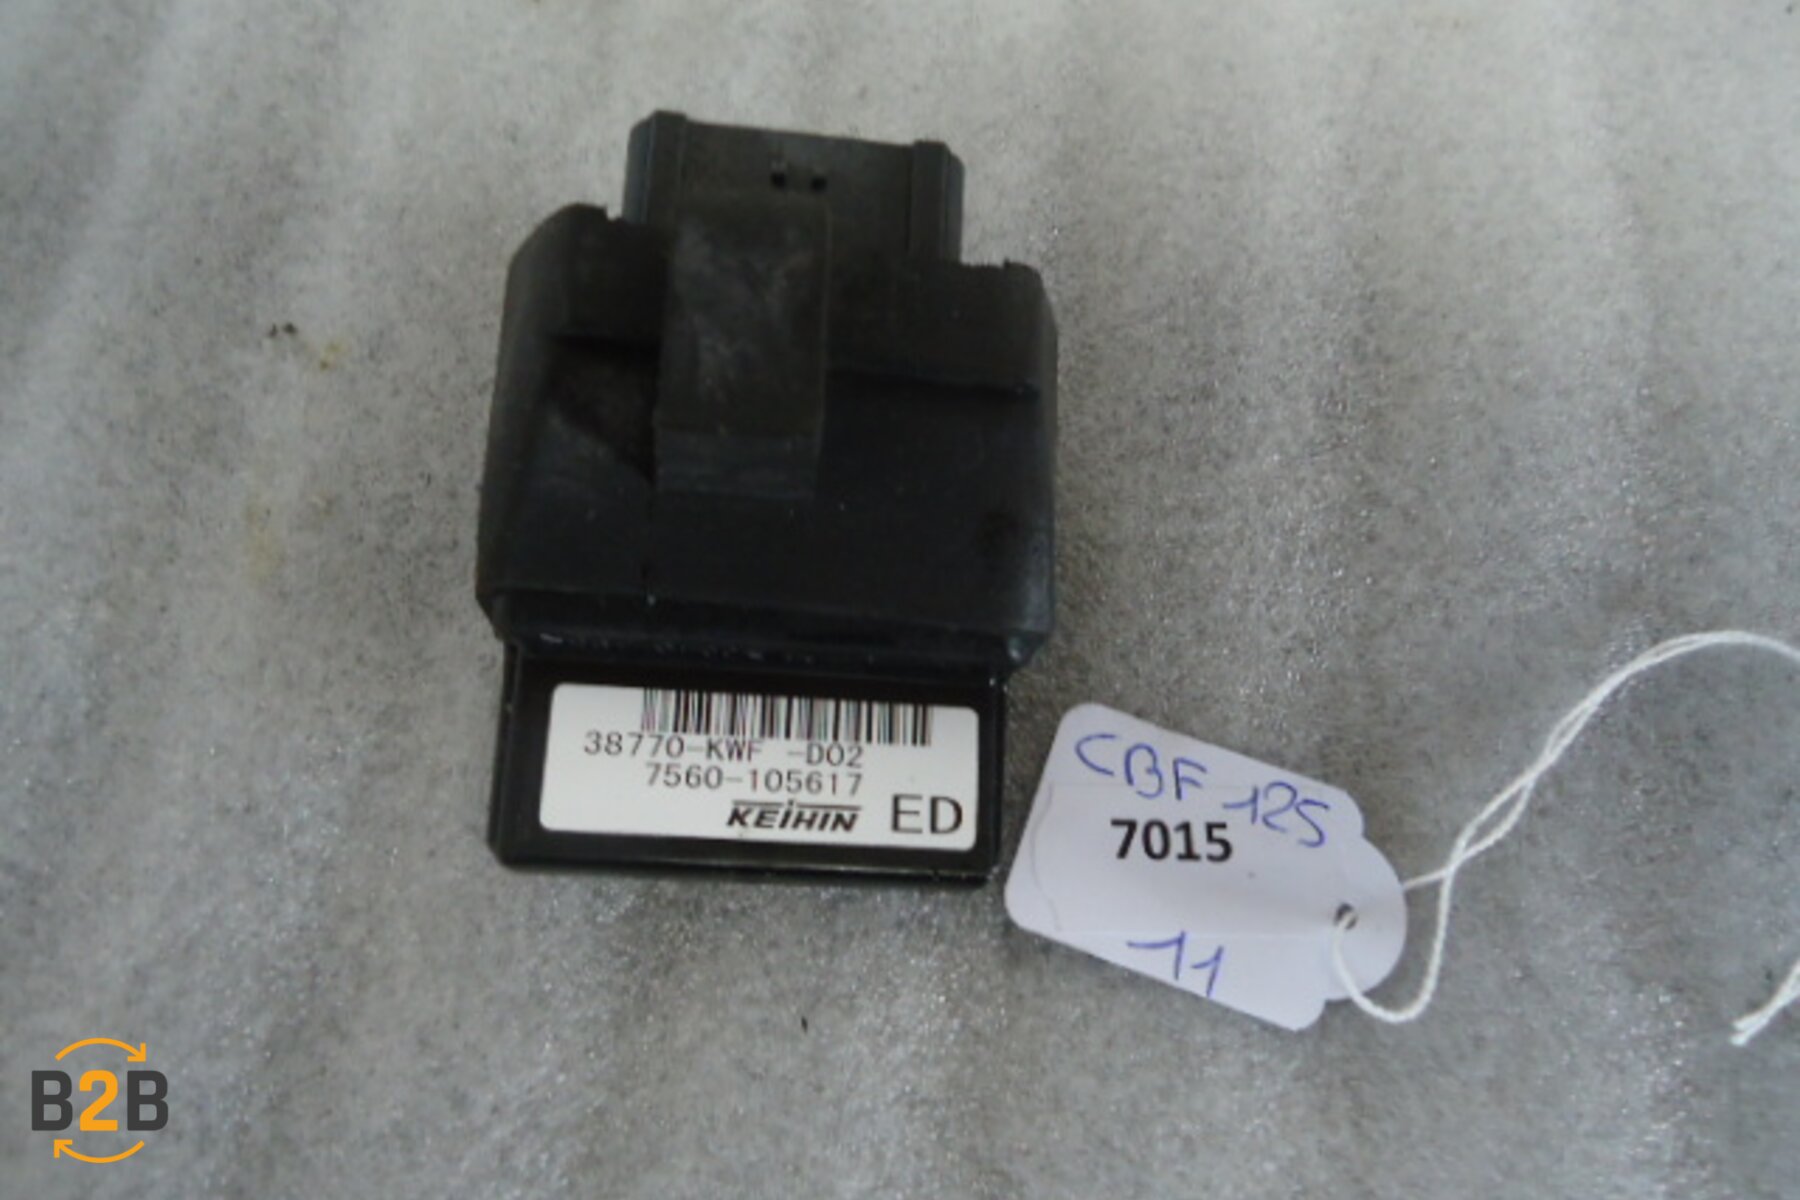 38770-KWF -D02
7560-105617
KEIHIN ED
CBF 125
7015
11
B2B